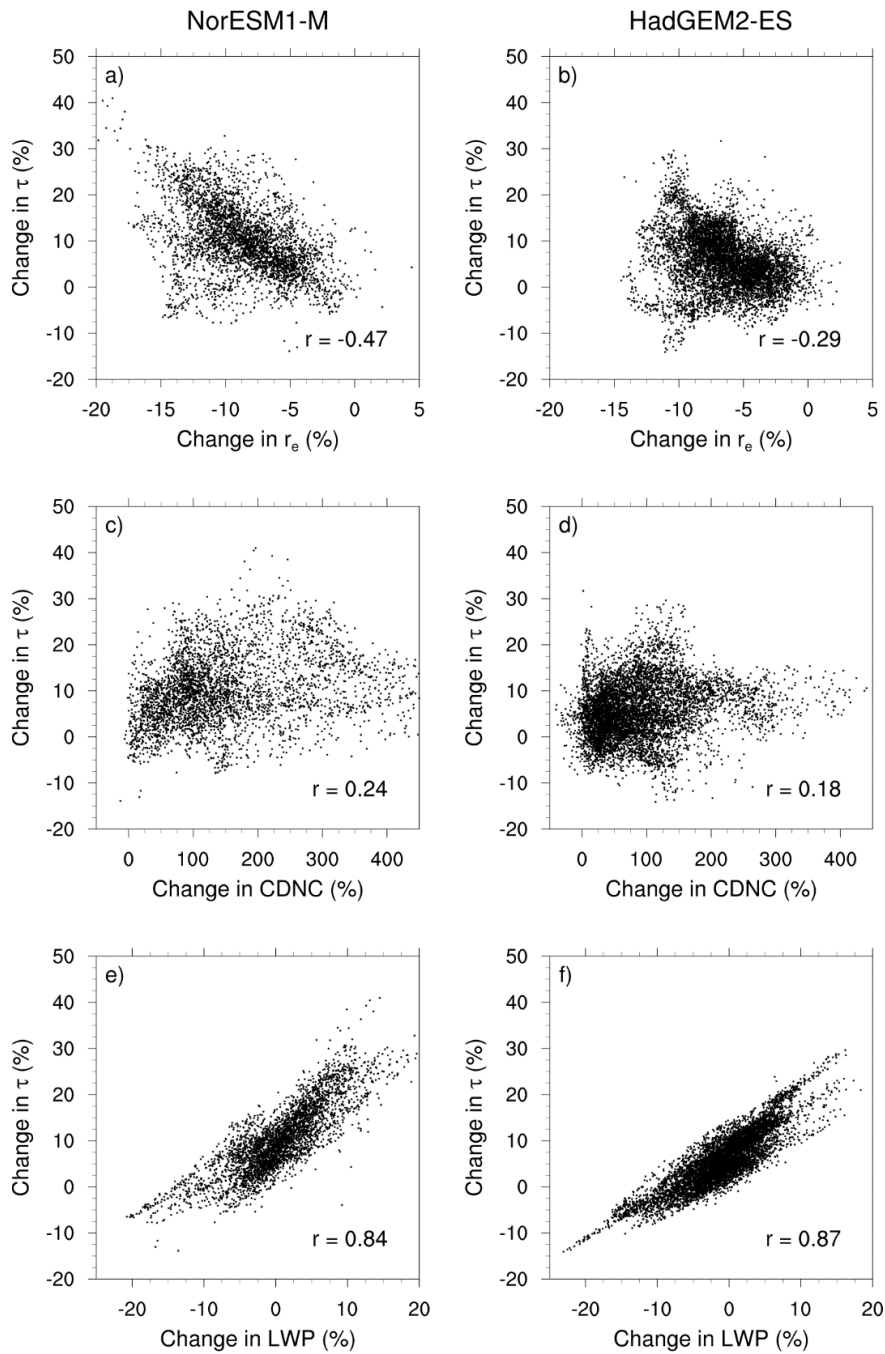 NorESM1-M
HadGEM2-ES
a)
50
40
30
20
10
0
-10
-20
Change in τ (%)
r = -0.47
-20 -15 -10 -5 0 5
Change in re (%)
b)
50
40
30
20
10
0
-10
-20
Change in τ (%)
r = -0.29
-20 -15 -10 -5 0 5
Change in re (%)
c)
50
40
30
20
10
0
-10
-20
Change in τ (%)
r = 0.24
0 100 200 300 400
Change in CDNC (%)
d)
50
40
30
20
10
0
-10
-20
Change in τ (%)
r = 0.18
0 100 200 300 400
Change in CDNC (%)
e)
50
40
30
20
10
0
-10
-20
Change in τ (%)
r = 0.84
-20 -10 0 10 20
Change in LWP (%)
f)
50
40
30
20
10
0
-10
-20
Change in τ (%)
r = 0.87
-20 -10 0 10 20
Change in LWP (%)